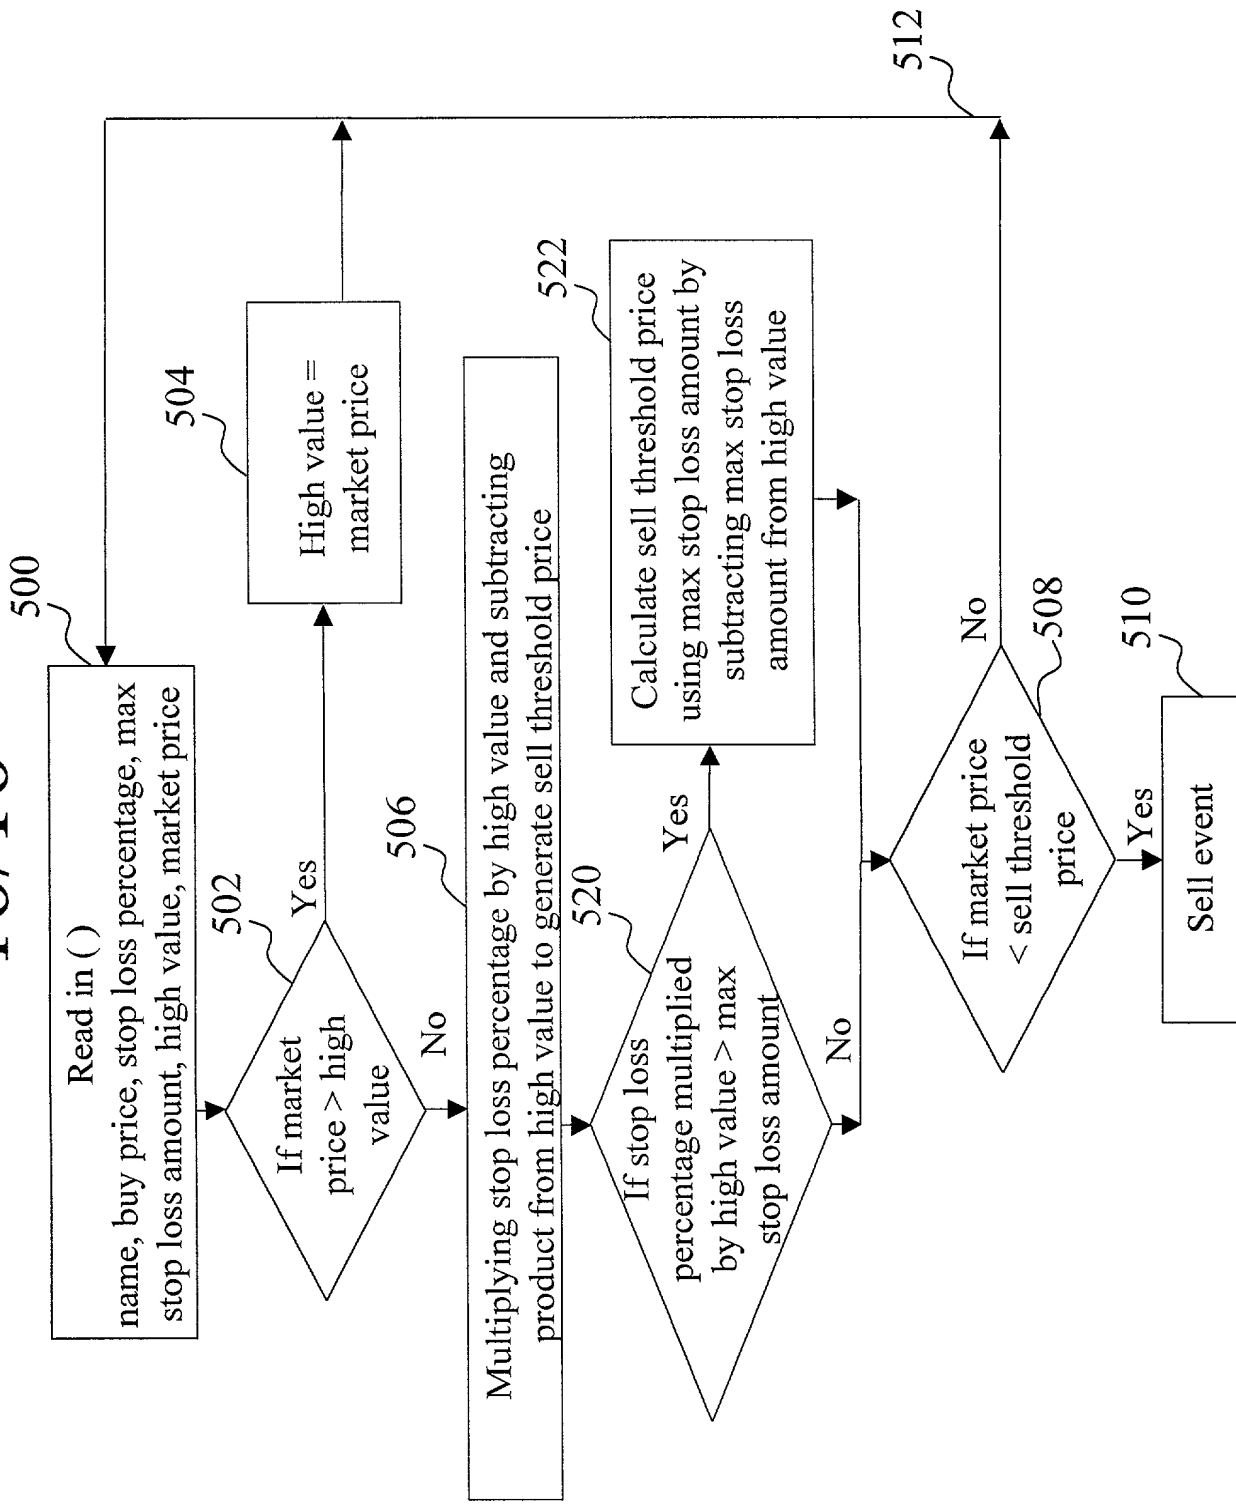 500
Read in ( )
name, buy price, stop loss percentage, max
stop loss amount, high value, market price
502
If market
price > high
value
Yes
No
504
High value =
market price
506
Multiplying stop loss percentage by high value and subtracting
product from high value to generate sell threshold price
520
If stop loss
percentage multiplied
by high value > max
stop loss amount
Yes
No
522
Calculate sell threshold price
using max stop loss amount by
subtracting max stop loss
amount from high value
508
If market price
< sell threshold
price
No
Yes
512
510
Sell event